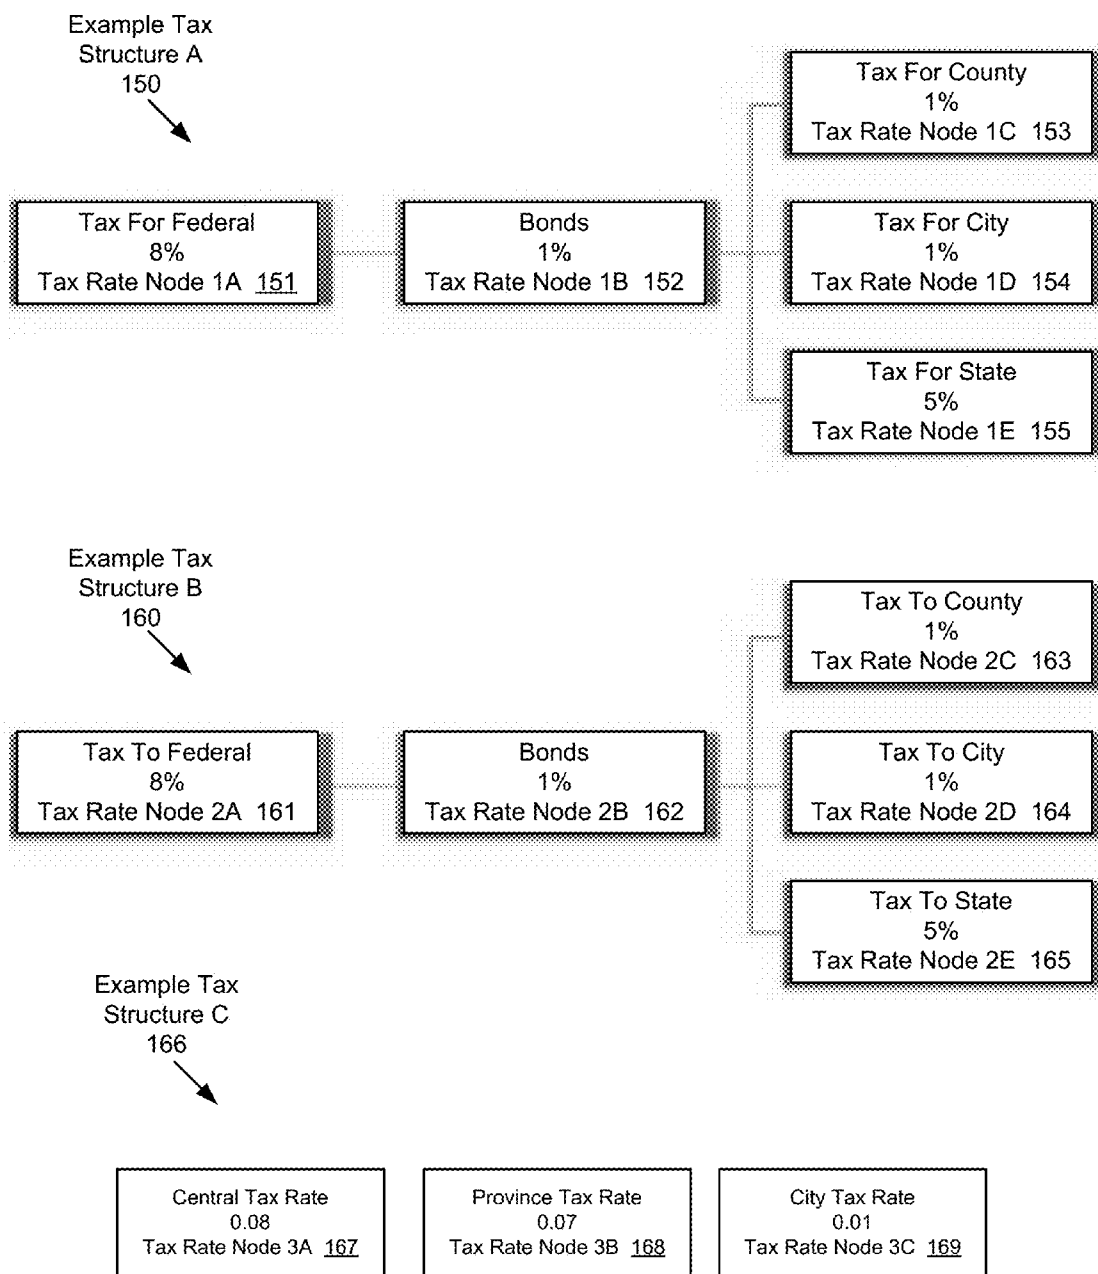 Example Tax
Structure A
150
Tax For County
1%
Tax Rate Node 1C 153
Tax For Federal
8%
Tax Rate Node 1A 151
Bonds
1%
Tax Rate Node 1B 152
Tax For City
1%
Tax Rate Node 1D 154
Tax For State
5%
Tax Rate Node 1E 155
Example Tax
Structure B
160
Tax To County
1%
Tax Rate Node 2C 163
Tax To Federal
8%
Tax Rate Node 2A 161
Bonds
1%
Tax Rate Node 2B 162
Tax To City
1%
Tax Rate Node 2D 164
Tax To State
5%
Tax Rate Node 2E 165
Example Tax
Structure C
166
Central Tax Rate
0.08
Tax Rate Node 3A 167
Province Tax Rate
0.07
Tax Rate Node 3B 168
City Tax Rate
0.01
Tax Rate Node 3C 169